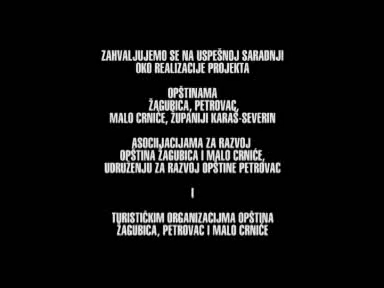 ZAHVALJUJEMO SE NA USPEŠNOJ SARADNJI
OKO REALIZACIJE PROJEKTA
OPŠTINAMA
ŽAGUBICA, PETROVAC,
MALO CRNIĆE, ŽUPANIJI KARAŠ-SEVERIN
ASOCIJACIJAMA ZA RAZVOJ
OPŠTINA ŽAGUBICA I MALO CRNIĆE,
UDRUŽENJU ZA RAZVOJ OPŠTINE PETROVAC
I
TURISTIČKIM ORGANIZACIJMA OPŠTINA
ŽAGUBICA, PETROVAC I MALO CRNIĆE